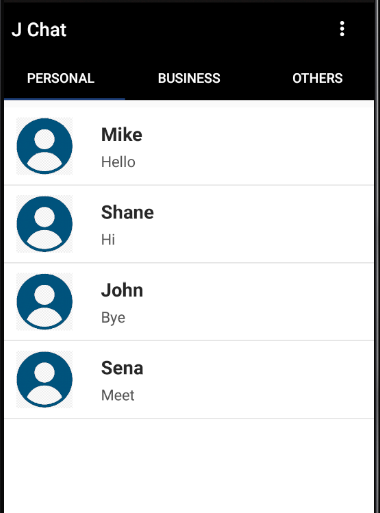 J Chat
PERSONAL BUSINESS OTHERS
Mike
Hello
Shane
Hi
John
Bye
Sena
Meet